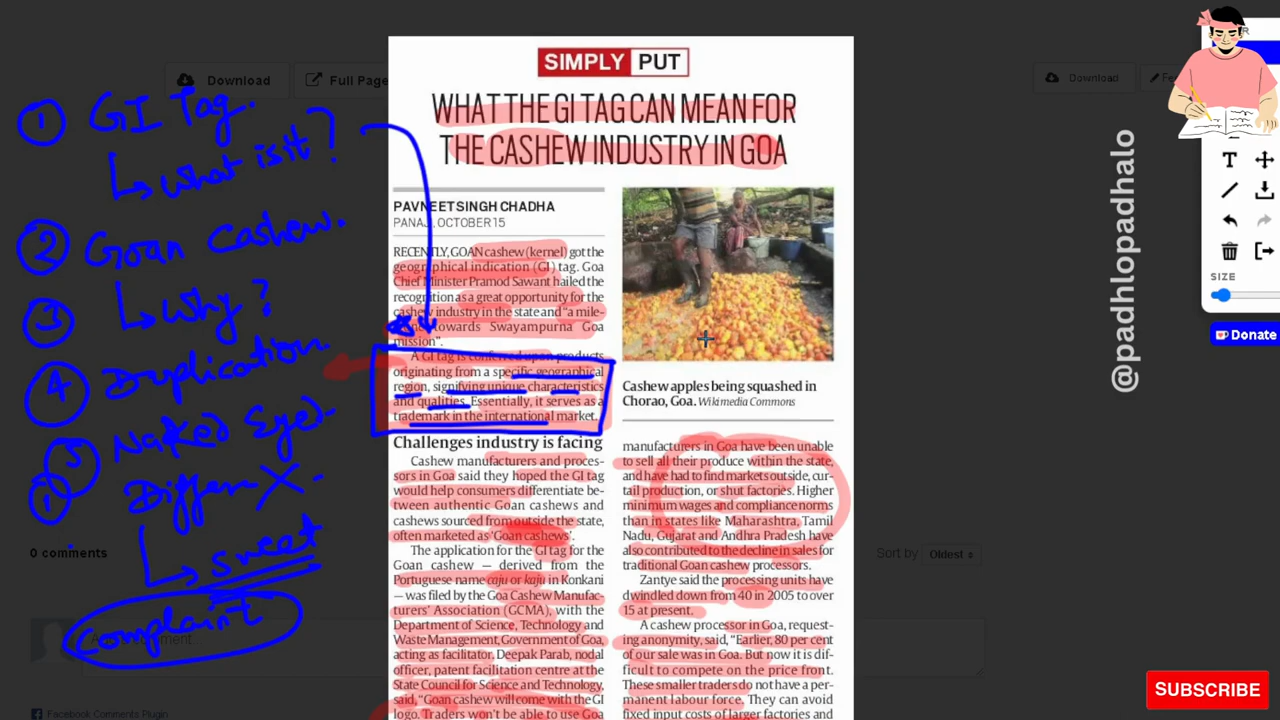 SIMPLY PUT
WHAT THE GI TAG CAN MEAN FOR
THE CASHEW INDUSTRY IN GOA
PAVNEET SINGH CHADHA
PANAJI, OCTOBER 15
RECENTLY, GOAN cashew (kernel) got the
geographical indication (GI) tag. Goa
Chief Minister Pramod Sawant hailed the
recognition as a great opportunity for the
cashew industry in the state and "a mile-
towards Swayampurna Goa
mission".
A GI tag is conferred upon products
originating from a specific geographical
region, signifying unique characteristics
and qualities. Essentially, it serves as a
trademark in the international market.
Challenges industry is facing
Cashew manufacturers and proces-
sors in Goa said they hoped the GI tag
would help consumers differentiate be-
tween authentic Goan cashews and
cashews sourced from outside the state,
often marketed as 'Goan cashews'.
The application for the GI tag for the
Goan cashew — derived from the
Portuguese name caju or kaju in Konkani
— was filed by the Goa Cashew Manufac-
turers' Association (GCMA), with the
Department of Science, Technology and
Waste Management, Government of Goa,
acting as facilitator. Deepak Parab, nodal
officer, patent facilitation centre at the
State Council for Science and Technology,
said, "Goan cashew will come with the GI
logo. Traders won't be able to use Goa
Cashew apples being squashed in
Chorao, Goa. Wikimedia Commons
manufacturers in Goa have been unable
to sell all their produce within the state,
and have had to find markets outside, cur-
tail production, or shut factories. Higher
minimum wages and compliance norms
than in states like Maharashtra, Tamil
Nadu, Gujarat and Andhra Pradesh have
also contributed to the decline in sales for
traditional Goan cashew processors.
Zantye said the processing units have
dwindled down from 40 in 2005 to over
15 at present.
A cashew processor in Goa, request-
ing anonymity, said, "Earlier, 80 per cent
of our sale was in Goa. But now it is dif-
ficult to compete on the price front.
These smaller traders do not have a per-
manent labour force. They can avoid
fixed input costs of larger factories and
① GI Tag.
↳ what is it?
② Goan Cashew.
③ ↳ why?
④ Duplication
⑤ Naked Eyed.
Differen X.
↳ sweet
Complaint
Download
Full Page
0 comments
Facebook Comments Plugin
Download
Sort by Oldest
@padhlopadhalo
T
SIZE
Donate
SUBSCRIBE